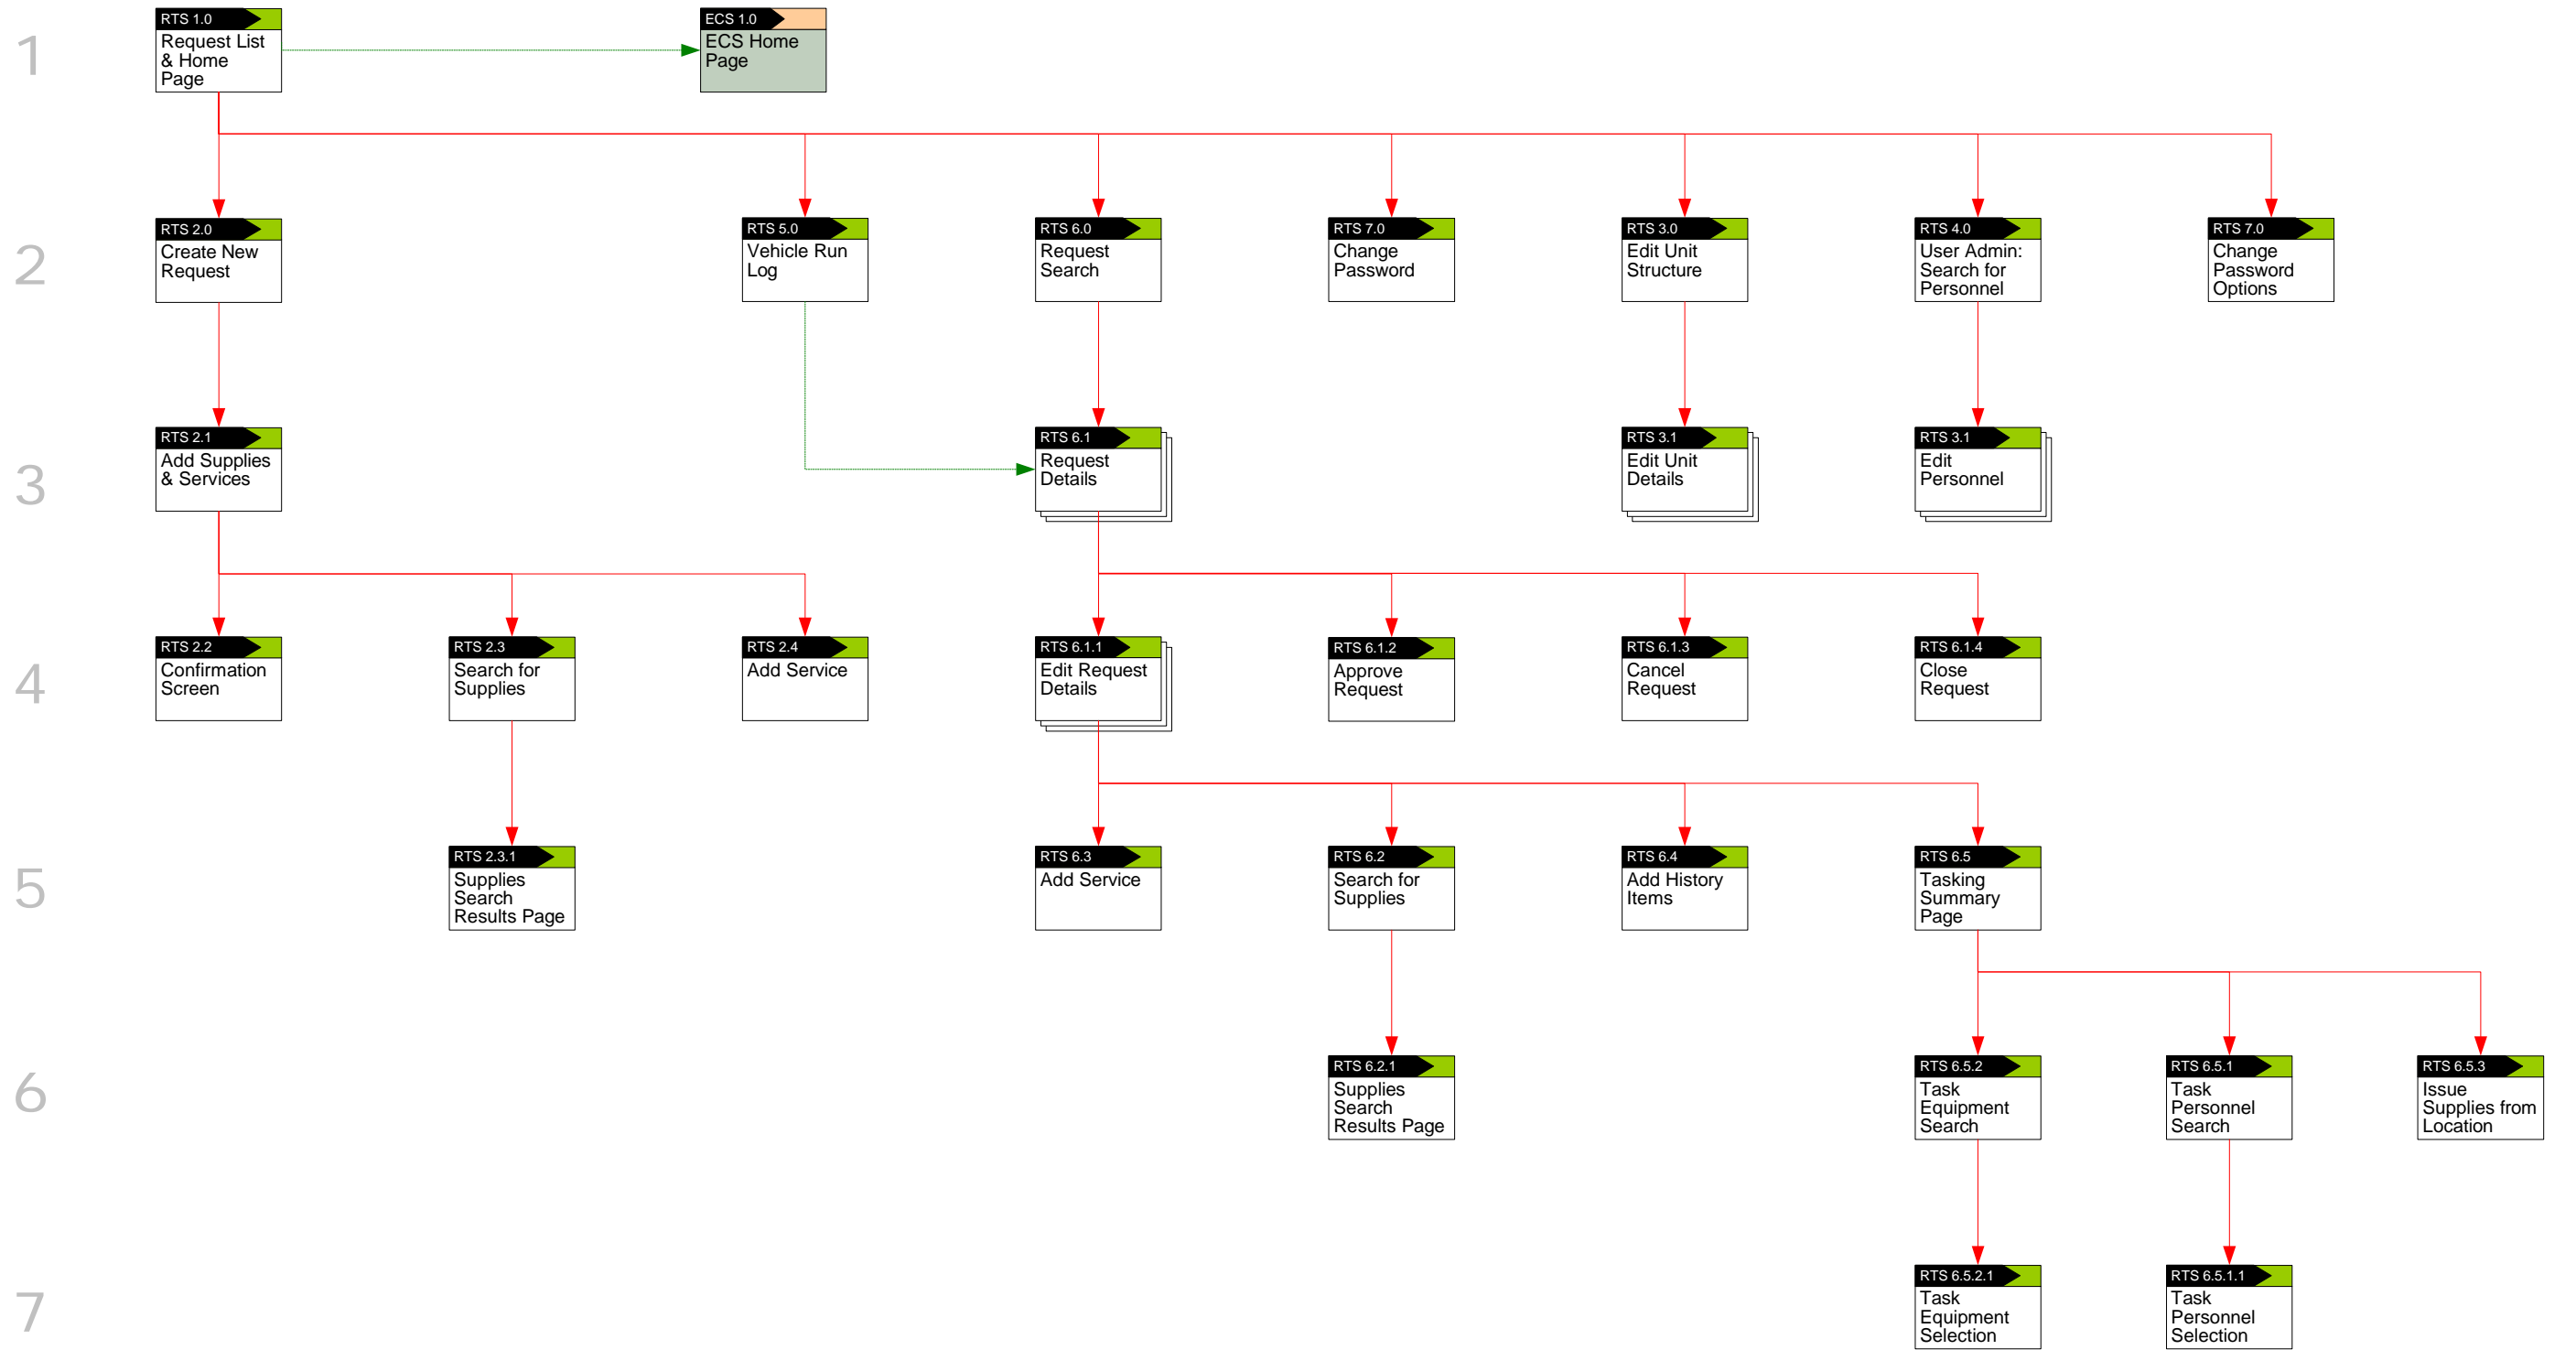 1
RTS 1.0
Request List
& Home
Page
ECS 1.0
ECS Home
Page
2
RTS 2.0
Create New
Request
RTS 5.0
Vehicle Run
Log
RTS 6.0
Request
Search
RTS 7.0
Change
Password
RTS 3.0
Edit Unit
Structure
RTS 4.0
User Admin:
Search for
Personnel
RTS 7.0
Change
Password
Options
3
RTS 2.1
Add Supplies
& Services
RTS 6.1
Request
Details
RTS 3.1
Edit Unit
Details
RTS 3.1
Edit
Personnel
4
RTS 2.2
Confirmation
Screen
RTS 2.3
Search for
Supplies
RTS 2.4
Add Service
RTS 6.1.1
Edit Request
Details
RTS 6.1.2
Approve
Request
RTS 6.1.3
Cancel
Request
RTS 6.1.4
Close
Request
5
RTS 2.3.1
Supplies
Search
Results Page
RTS 6.3
Add Service
RTS 6.2
Search for
Supplies
RTS 6.4
Add History
Items
RTS 6.5
Tasking
Summary
Page
6
RTS 6.2.1
Supplies
Search
Results Page
RTS 6.5.2
Task
Equipment
Search
RTS 6.5.1
Task
Personnel
Search
RTS 6.5.3
Issue
Supplies from
Location
7
RTS 6.5.2.1
Task
Equipment
Selection
RTS 6.5.1.1
Task
Personnel
Selection